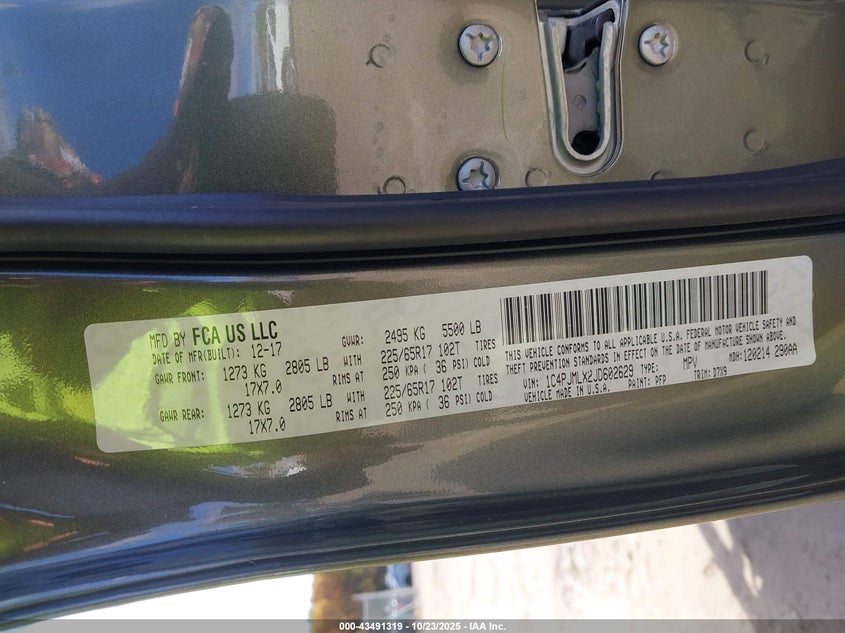 MFD BY FCA US LLC
DATE OF MFR(BUILT): 12-17 GVWR: 2495 KG 5500 LB
GAWR FRONT: 1273 KG 2805 LB WITH 225/65R17 102T TIRES
17X7.0 RIMS AT 250 KPA ( 36 PSI) COLD
GAWR REAR: 1273 KG 2805 LB WITH 225/65R17 102T TIRES
17X7.0 RIMS AT 250 KPA ( 36 PSI) COLD
THIS VEHICLE CONFORMS TO ALL APPLICABLE U.S.A. FEDERAL MOTOR VEHICLE SAFETY AND
THEFT PREVENTION STANDARDS IN EFFECT ON THE DATE OF MANUFACTURE SHOWN ABOVE.
VIN: 1C4PJMLX2JD602629 TYPE: MPV MDH: 120214 290AA
VEHICLE MADE IN U.S.A. PAINT: PFP TRIM: D7X9
000-43491319 | 10/23/2025 - IAA Inc.